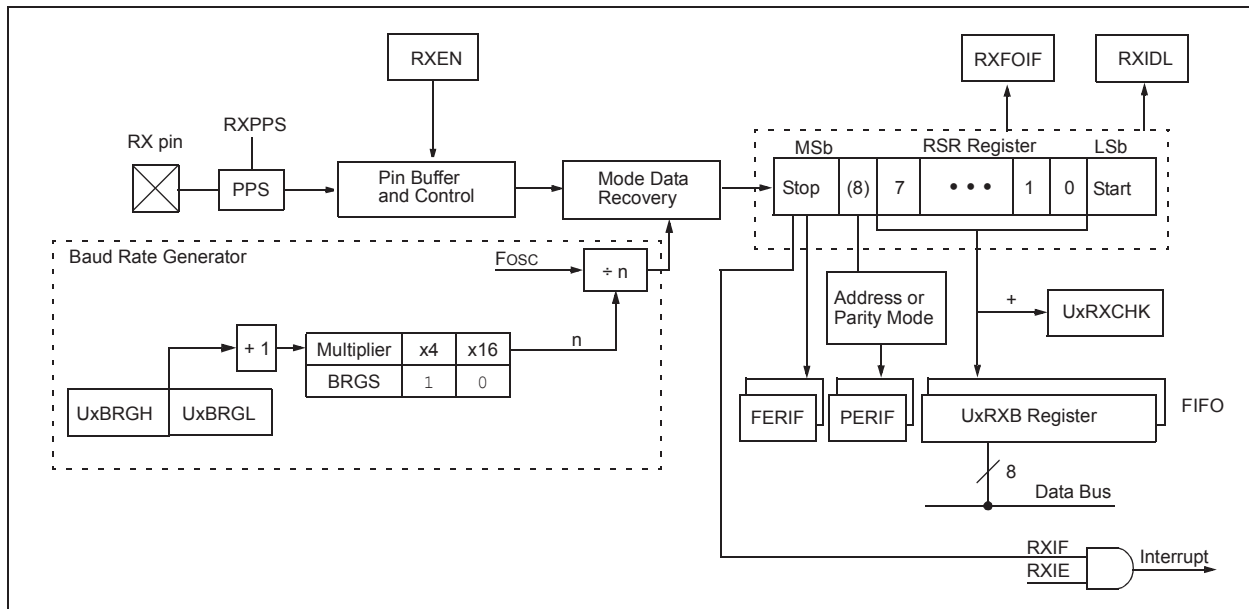 RXEN
RXFOIF
RXIDL
RX pin
RXPPS
PPS
Pin Buffer
and Control
Mode Data
Recovery
MSb
RSR Register
LSb
Stop
(8)
7
• • •
1
0
Start
Baud Rate Generator
FOSC
÷ n
Address or
Parity Mode
+
UxRXCHK
+ 1
Multiplier
x4
x16
n
BRGS
1
0
UxBRGH
UxBRGL
FERIF
PERIF
UxRXB Register
FIFO
8
Data Bus
RXIF
RXIE
Interrupt